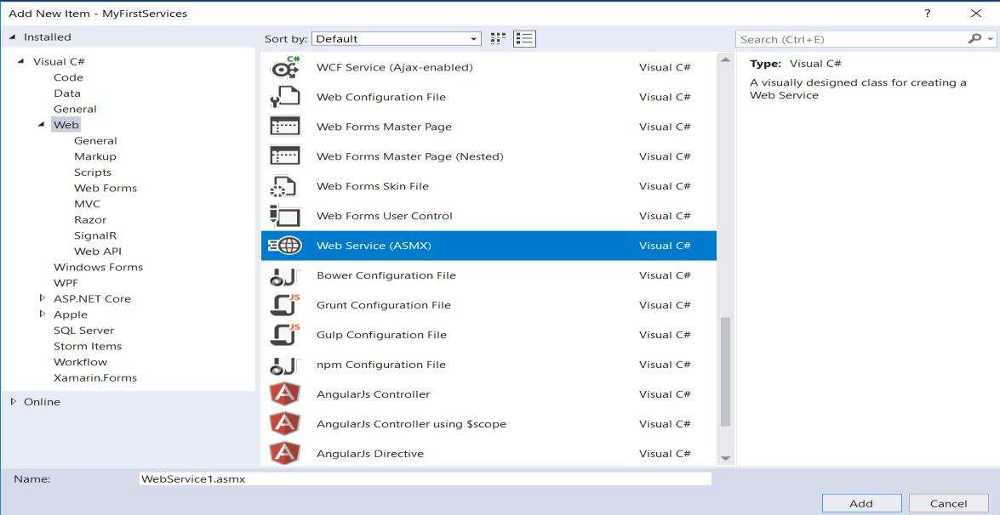 Add New Item - MyFirstServices
?
Installed
Sort by: Default
Search (Ctrl+E)
Visual C#
Code
Data
General
Web
General
Markup
Scripts
Web Forms
MVC
Razor
SignalR
Web API
Windows Forms
WPF
ASP.NET Core
Apple
SQL Server
Storm Items
Workflow
Xamarin.Forms
Online
C#
WCF Service (Ajax-enabled) Visual C#
Web Configuration File Visual C#
Web Forms Master Page Visual C#
Web Forms Master Page (Nested) Visual C#
Web Forms Skin File Visual C#
Web Forms User Control Visual C#
Web Service (ASMX) Visual C#
Bower Configuration File Visual C#
JS
Grunt Configuration File Visual C#
JS
Gulp Configuration File Visual C#
npm Configuration File Visual C#
AngularJs Controller Visual C#
AngularJs Controller using $scope Visual C#
AngularJs Directive Visual C#
Type: Visual C#
A visually designed class for creating a
Web Service
Name: WebService1.asmx
Add Cancel